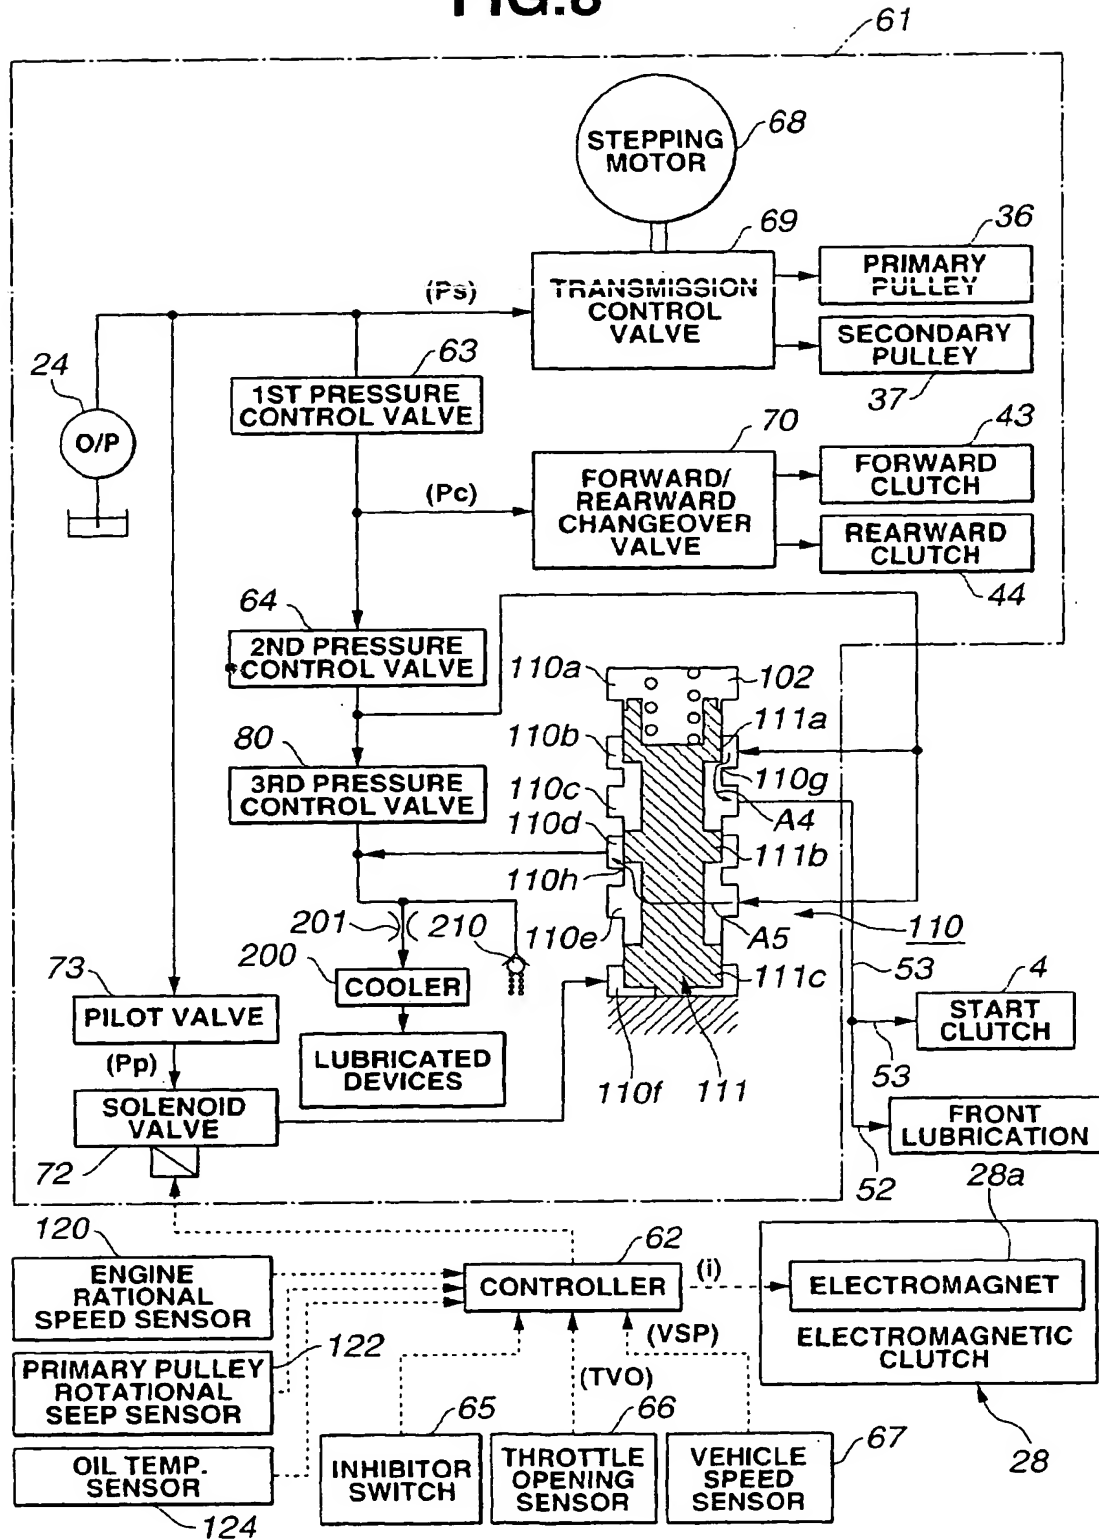 FIG.8
61
STEPPING
MOTOR
68
69
36
(Ps)
TRANSMISSION
CONTROL
VALVE
PRIMARY
PULLEY
SECONDARY
PULLEY
37
24
O/P
63
1ST PRESSURE
CONTROL VALVE
70
43
(Pc)
FORWARD/
REARWARD
CHANGEOVER
VALVE
FORWARD
CLUTCH
REARWARD
CLUTCH
44
64
2ND PRESSURE
CONTROL VALVE
110a
102
111a
80
110b
110g
3RD PRESSURE
CONTROL VALVE
110c
A4
110d
111b
110h
201
210
110e
A5
110
200
53
COOLER
111c
4
73
PILOT VALVE
START
CLUTCH
(Pp)
LUBRICATED
DEVICES
110f
111
53
SOLENOID
VALVE
FRONT
LUBRICATION
72
52
28a
120
62
ENGINE
RATIONAL
SPEED SENSOR
CONTROLLER
(i)
ELECTROMAGNET
(VSP)
ELECTROMAGNETIC
CLUTCH
122
PRIMARY PULLEY
ROTATIONAL
SEEP SENSOR
(TVO)
65
66
67
28
OIL TEMP.
SENSOR
INHIBITOR
SWITCH
THROTTLE
OPENING
SENSOR
VEHICLE
SPEED
SENSOR
124